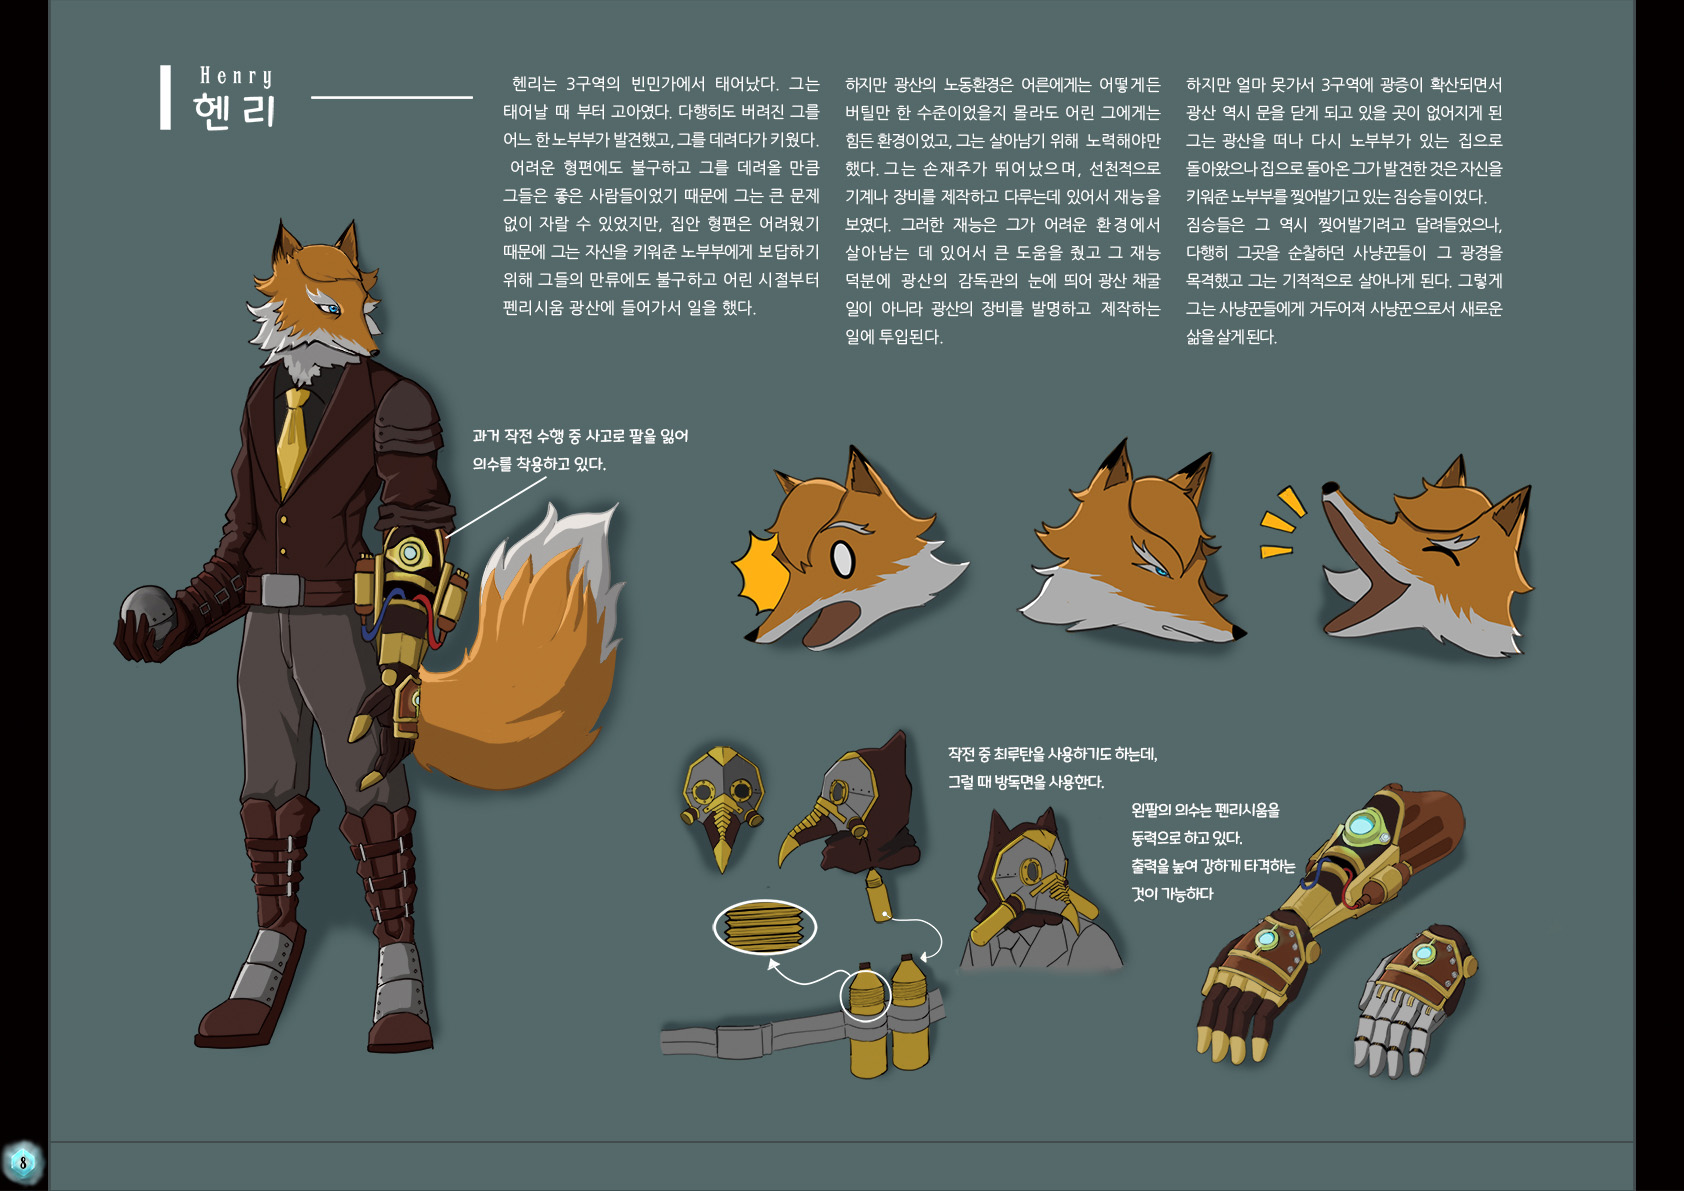 Henry
헨리
헨리는 3구역의 빈민가에서 태어났다. 그는
태어날 때 부터 고아였다. 다행히도 버려진 그를
어느 한 노부부가 발견했고, 그를 데려다가 키웠다.
어려운 형편에도 불구하고 그를 데려올 만큼
그들은 좋은 사람들이었기 때문에 그는 큰 문제
없이 자랄 수 있었지만, 집안 형편은 어려웠기
때문에 그는 자신을 키워준 노부부에게 보답하기
위해 그들의 만류에도 불구하고 어린 시절부터
펜리시움 광산에 들어가서 일을 했다.
하지만 광산의 노동환경은 어른에게는 어떻게든
버틸만 한 수준이었을지 몰라도 어린 그에게는
힘든 환경이었고, 그는 살아남기 위해 노력해야만
했다. 그는 손재주가 뛰어났으며, 선천적으로
기계나 장비를 제작하고 다루는데 있어서 재능을
보였다. 그러한 재능은 그가 어려운 환경에서
살아남는 데 있어서 큰 도움을 줬고 그 재능
덕분에 광산의 감독관의 눈에 띄어 광산 채굴
일이 아니라 광산의 장비를 발명하고 제작하는
일에 투입된다.
하지만 얼마 못가서 3구역에 광증이 확산되면서
광산 역시 문을 닫게 되고 있을 곳이 없어지게 된
그는 광산을 떠나 다시 노부부가 있는 집으로
돌아왔으나 집으로 돌아온 그가 발견한 것은 자신을
키워준 노부부를 찢어발기고 있는 짐승들이었다.
짐승들은 그 역시 찢어발기려고 달려들었으나,
다행히 그곳을 순찰하던 사냥꾼들이 그 광경을
목격했고 그는 기적적으로 살아나게 된다. 그렇게
그는 사냥꾼들에게 거두어져 사냥꾼으로서 새로운
삶을 살게 된다.
과거 작전 수행 중 사고로 팔을 잃어
의수를 착용하고 있다.
작전 중 최루탄을 사용하기도 하는데,
그럴 때 방독면을 사용한다.
왼팔의 의수는 펜리시움을
동력으로 하고 있다.
출력을 높여 강하게 타격하는
것이 가능하다
8